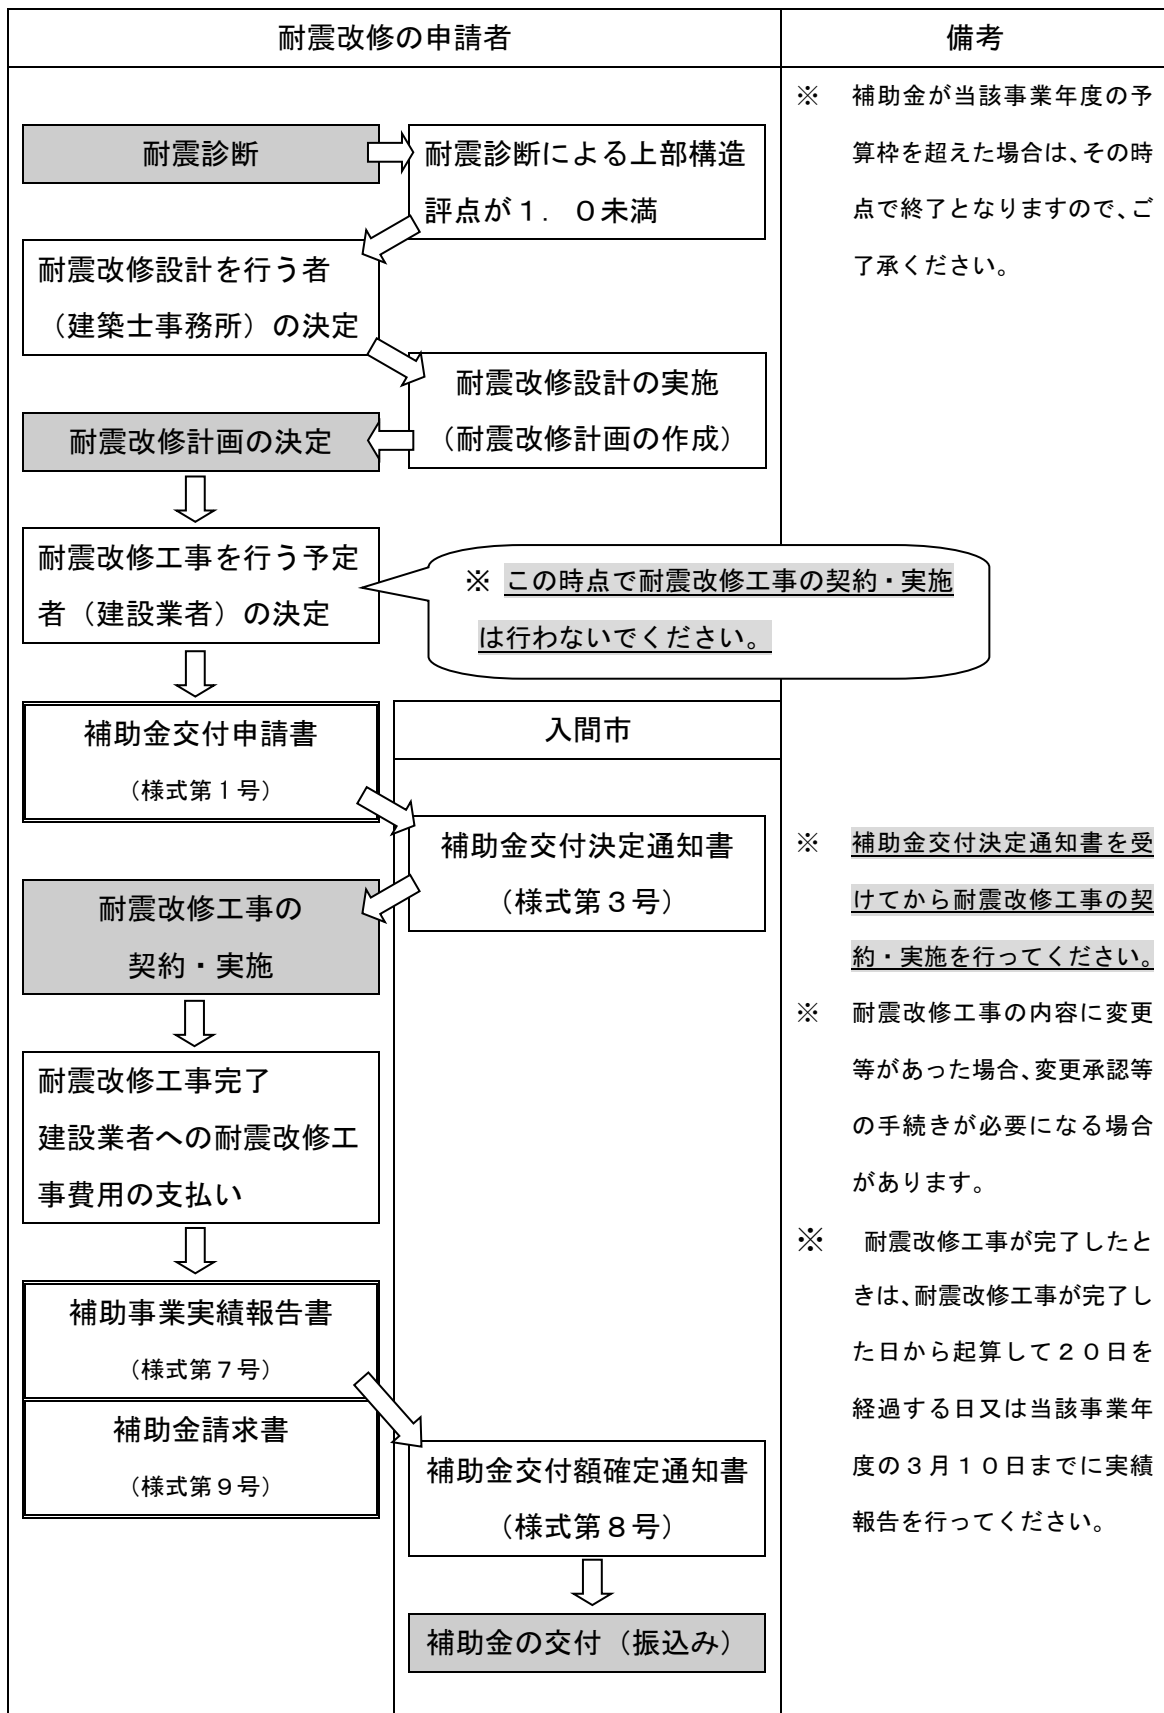 耐震改修の申請者
備考
耐震診断
耐震診断による上部構造
評点が１．０未満
耐震改修設計を行う者
（建築士事務所）の決定
耐震改修設計の実施
（耐震改修計画の作成）
耐震改修計画の決定
耐震改修工事を行う予定
者（建設業者）の決定
※ この時点で耐震改修工事の契約・実施
は行わないでください。
補助金交付申請書
（様式第１号）
入間市
補助金交付決定通知書
（様式第３号）
耐震改修工事の
契約・実施
耐震改修工事完了
建設業者への耐震改修工
事費用の支払い
補助事業実績報告書
（様式第７号）
補助金請求書
（様式第９号）
補助金交付額確定通知書
（様式第８号）
補助金の交付（振込み）
※ 補助金が当該事業年度の予
算枠を超えた場合は、その時
点で終了となりますので、ご
了承ください。
※ 補助金交付決定通知書を受
けてから耐震改修工事の契
約・実施を行ってください。
※ 耐震改修工事の内容に変更
等があった場合、変更承認等
の手続きが必要になる場合
があります。
※ 耐震改修工事が完了したと
きは、耐震改修工事が完了し
た日から起算して２０日を
経過する日又は当該事業年
度の３月１０日までに実績
報告を行ってください。